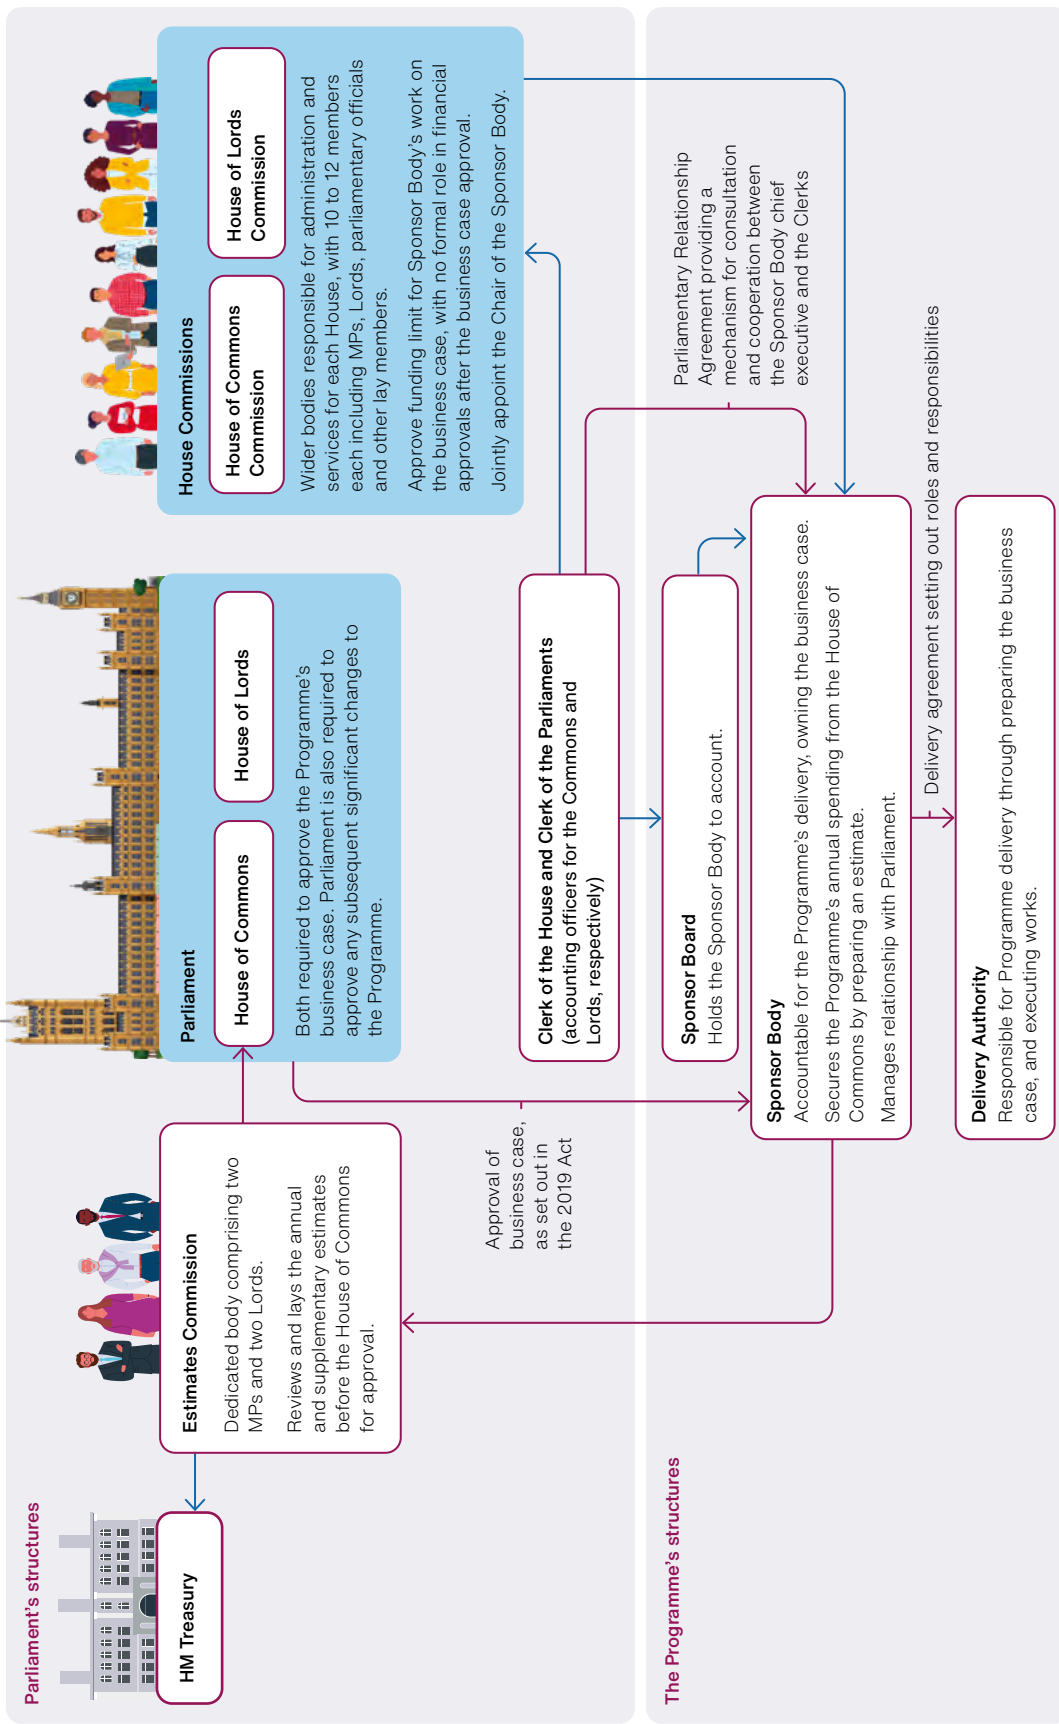 Parliament's structures
HM Treasury
Estimates Commission
Dedicated body comprising two
MPs and two Lords.
Reviews and lays the annual
and supplementary estimates
before the House of Commons
for approval.
Parliament
House of Commons
House of Lords
Both required to approve the Programme's
business case. Parliament is also required to
approve any subsequent significant changes to
the Programme.
House Commissions
House of Commons
Commission
House of Lords
Commission
Wider bodies responsible for administration and
services for each House, with 10 to 12 members
each including MPs, Lords, parliamentary officials
and other lay members.
Approve funding limit for Sponsor Body's work on
the business case, with no formal role in financial
approvals after the business case approval.
Jointly appoint the Chair of the Sponsor Body.
Approval of
business case,
as set out in
the 2019 Act
Clerk of the House and Clerk of the Parliaments
(accounting officers for the Commons and
Lords, respectively)
The Programme's structures
Sponsor Board
Holds the Sponsor Body to account.
Parliamentary Relationship
Agreement providing a
mechanism for consultation
and cooperation between
the Sponsor Body chief
executive and the Clerks
Sponsor Body
Accountable for the Programme's delivery, owning the business case.
Secures the Programme's annual spending from the House of
Commons by preparing an estimate.
Manages relationship with Parliament.
Delivery agreement setting out roles and responsibilities
Delivery Authority
Responsible for Programme delivery through preparing the business
case, and executing works.